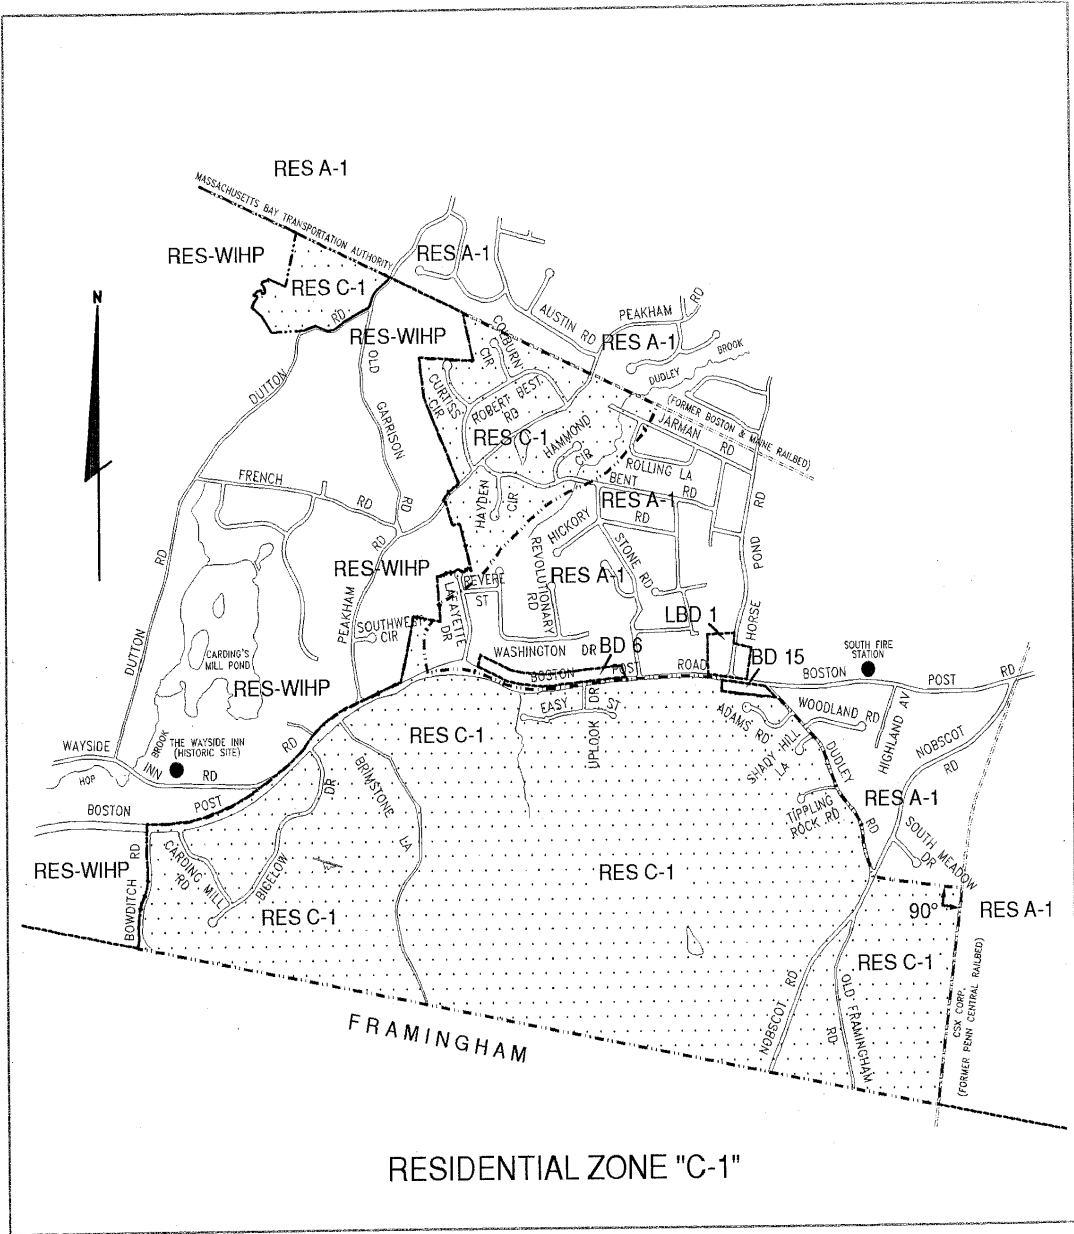 RES A-1
MASSACHUSETTS BAY TRANSPORTATION AUTHORITY
RES-WIHP
RES A-1
RES C-1
N
RD
RES-WIHP
OLD
GARRISON
RD
COLBURN
CIR
AUSTIN RD
PEAKHAM
RD
RES A-1
DUDLEY
BROOK
DUTTON
CURTISS
CIR
ROBERT BEST
RD
(FORMER BOSTON & MAINE RAILBED)
JARMAN
RD
RES C-1
HAMMOND
CIR
ROLLING LA
BENT
RD
FRENCH
RD
HAYDEN
CIR
RES A-1
RD
HICKORY
RD
POND
HORSE
RD
DUTTON
RD
RES-WIHP
PEAKHAM
REVERE
ST
LAFAYETTE
DR
REVOLUTIONARY
RD
RES A-1
STONE RD
LBD 1
SOUTHWEST
CIR
WASHINGTON DR
BD 6
BOSTON POST ROAD
BD 15
SOUTH FIRE
STATION
BOSTON
POST
RD
CARDING'S
MILL POND
RES-WIHP
EASY
ST
DR
UPLOOK
ADAMS RD
WOODLAND RD
HIGHLAND AV
RES C-1
SHADY HILL
LA
DUDLEY
RD
NOBSCOT
RD
WAYSIDE
INN
RD
BROOK
HOP
THE WAYSIDE INN
(HISTORIC SITE)
RD
DR
BRIMSTONE
LA
BOSTON
POST
TIPPLING
ROCK RD
RES A-1
SOUTH MEADOW
DR
RES-WIHP
BOWDITCH RD
CARDING MILL
RD
BIGELOW
RES C-1
RES C-1
90°
RES A-1
RES C-1
NOBSCOT RD
OLD FRAMINGHAM
RD
CSX CORP.
(FORMER PENN CENTRAL RAILBED)
FRAMINGHAM
RESIDENTIAL ZONE "C-1"